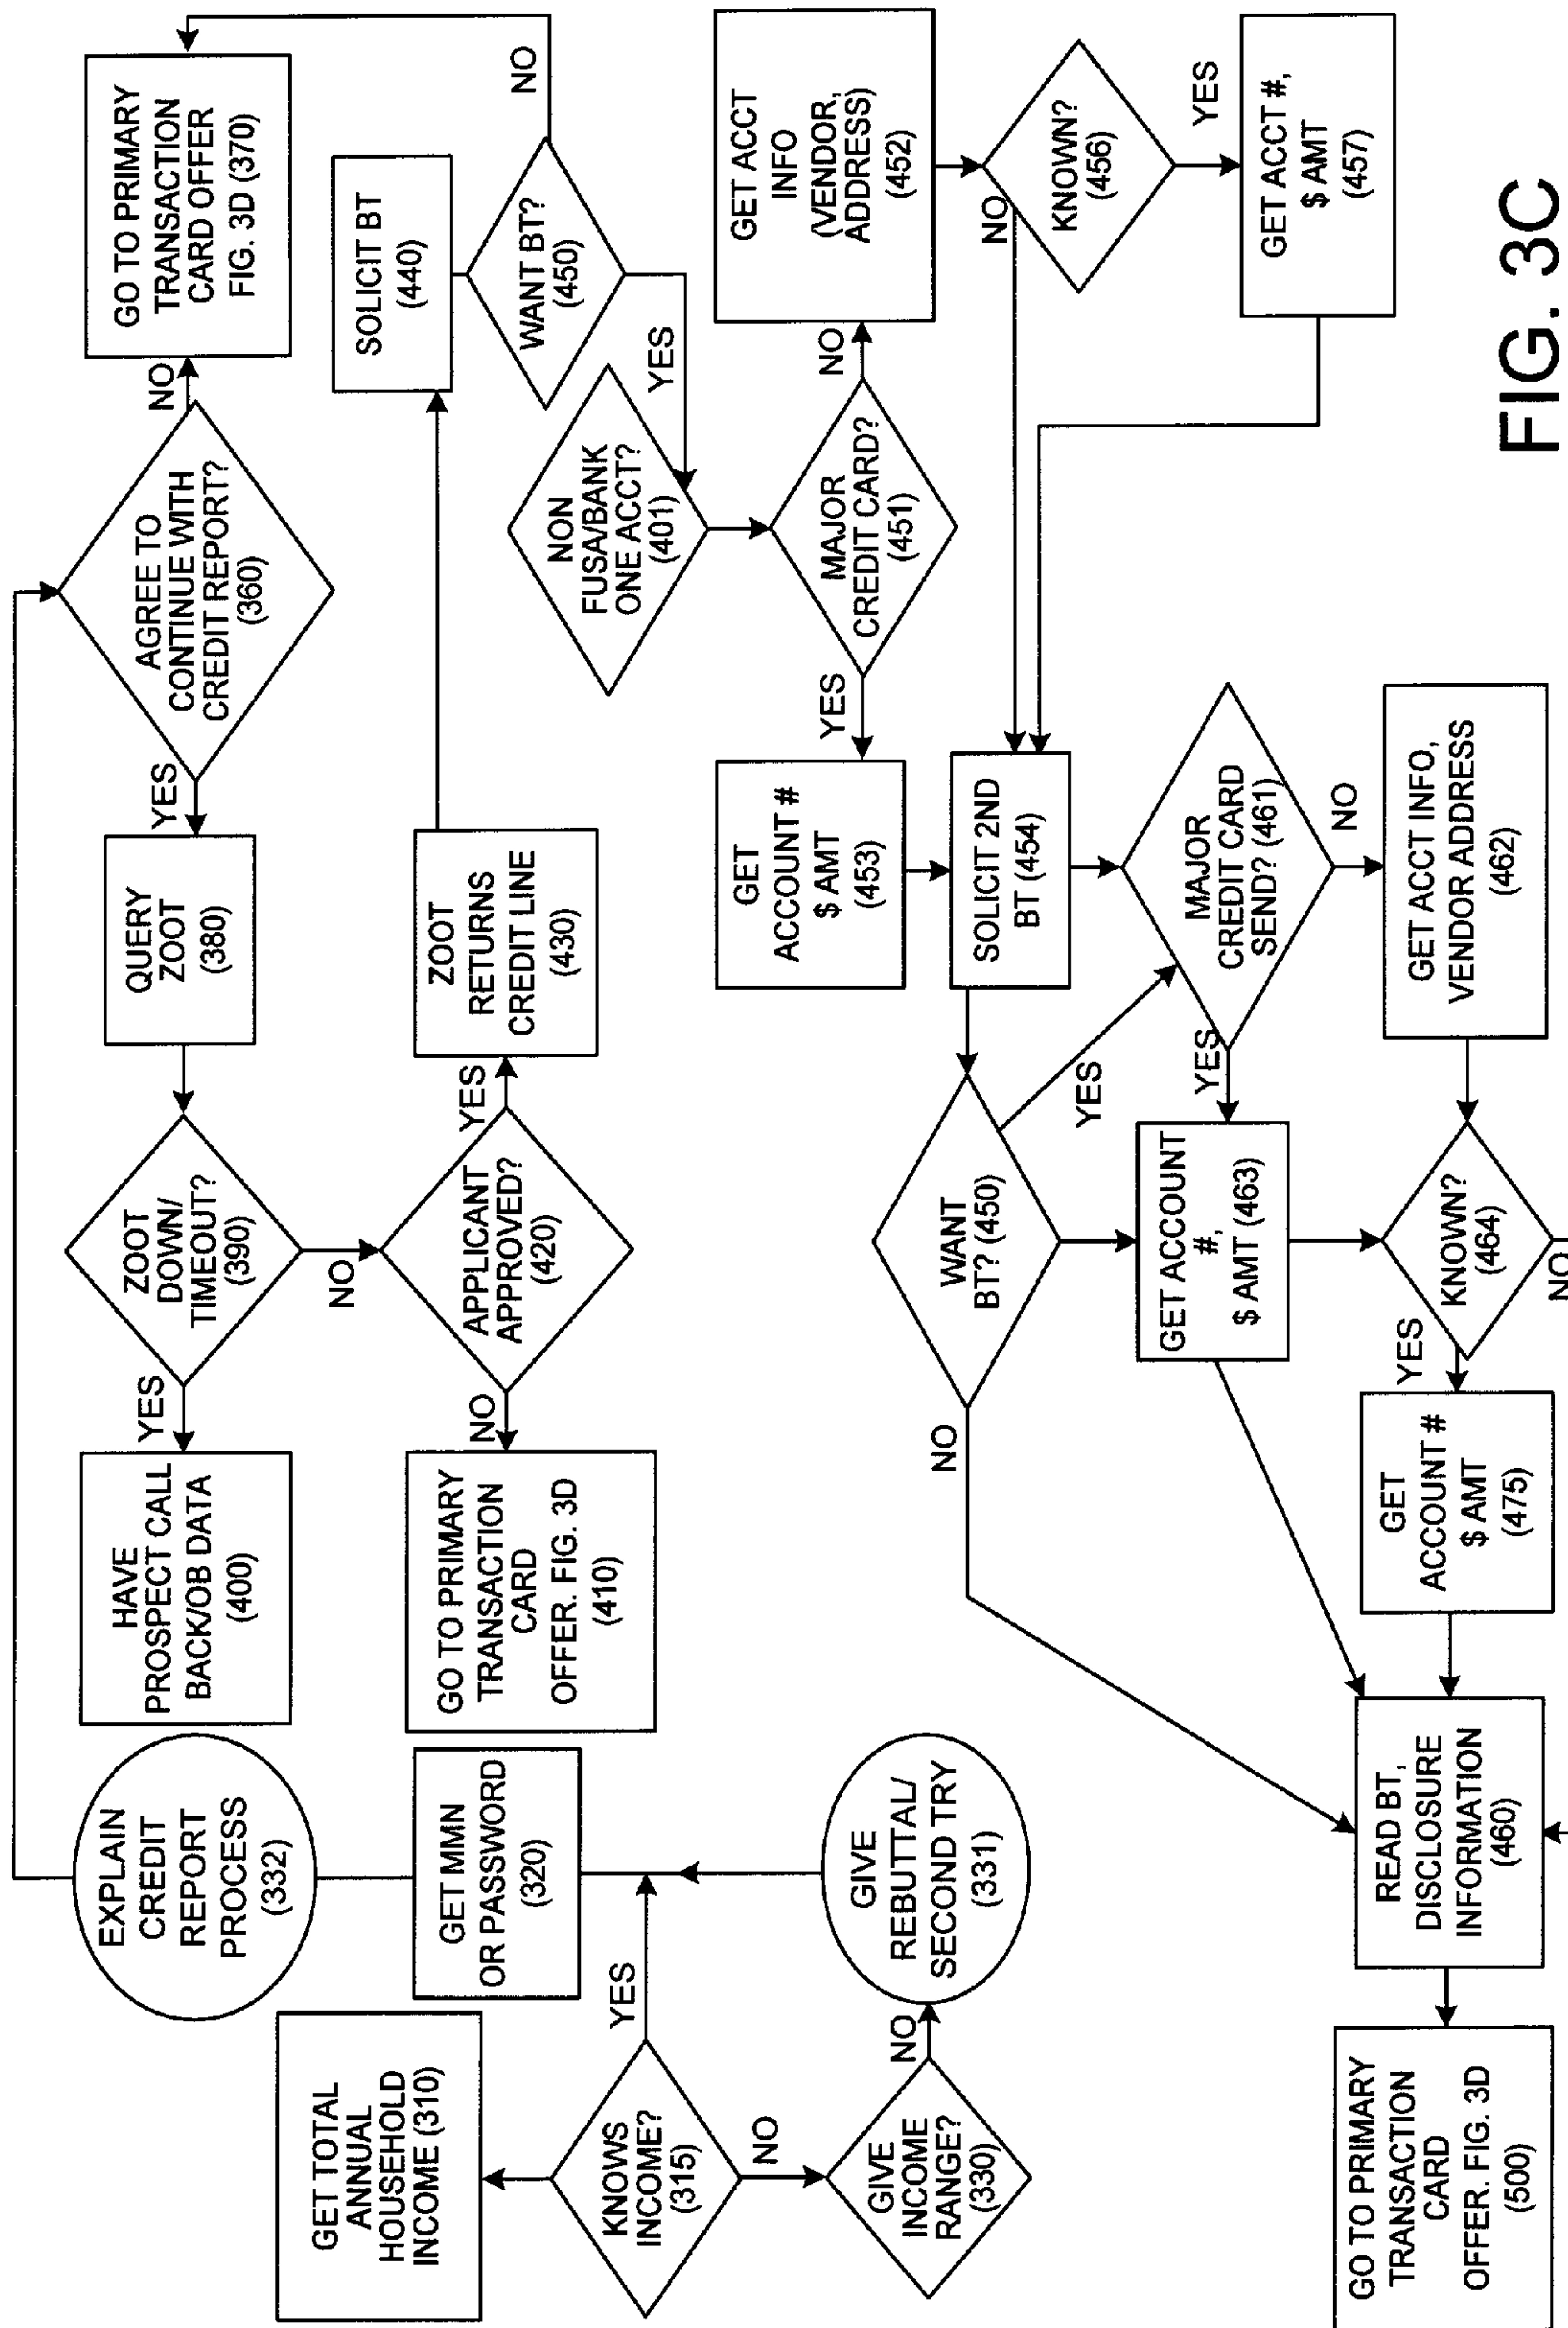 GET TOTAL
ANNUAL
HOUSEHOLD
INCOME (310)
KNOWS
INCOME?
(315)
YES
NO
GIVE
INCOME
RANGE?
(330)
NO
GIVE
REBUTTAL/
SECOND TRY
(331)
GET MMN
OR PASSWORD
(320)
EXPLAIN
CREDIT
REPORT
PROCESS
(332)
AGREE TO
CONTINUE WITH
CREDIT REPORT?
(360)
NO
GO TO PRIMARY
TRANSACTION
CARD OFFER
FIG. 3D (370)
YES
QUERY
ZOOT
(380)
ZOOT
DOWN/
TIMEOUT?
(390)
YES
HAVE
PROSPECT CALL
BACK/OB DATA
(400)
NO
APPLICANT
APPROVED?
(420)
NO
GO TO PRIMARY
TRANSACTION
CARD
OFFER. FIG. 3D
(410)
YES
ZOOT
RETURNS
CREDIT LINE
(430)
SOLICIT BT
(440)
WANT BT?
(450)
NO
YES
NON
FUSA/BANK
ONE ACCT?
(401)
MAJOR
CREDIT CARD?
(451)
NO
GET ACCT
INFO
(VENDOR,
ADDRESS)
(452)
KNOWN?
(456)
NO
YES
GET ACCT #,
$ AMT
(457)
YES
GET
ACCOUNT #
$ AMT
(453)
SOLICIT 2ND
BT (454)
WANT
BT? (450)
YES
NO
MAJOR
CREDIT CARD
SEND? (461)
YES
NO
GET ACCT INFO,
VENDOR ADDRESS
(462)
GET ACCOUNT
#,
$ AMT (463)
KNOWN?
(464)
YES
NO
GET
ACCOUNT #
$ AMT
(475)
READ BT,
DISCLOSURE
INFORMATION
(460)
GO TO PRIMARY
TRANSACTION
CARD
OFFER. FIG. 3D
(500)
FIG. 3C